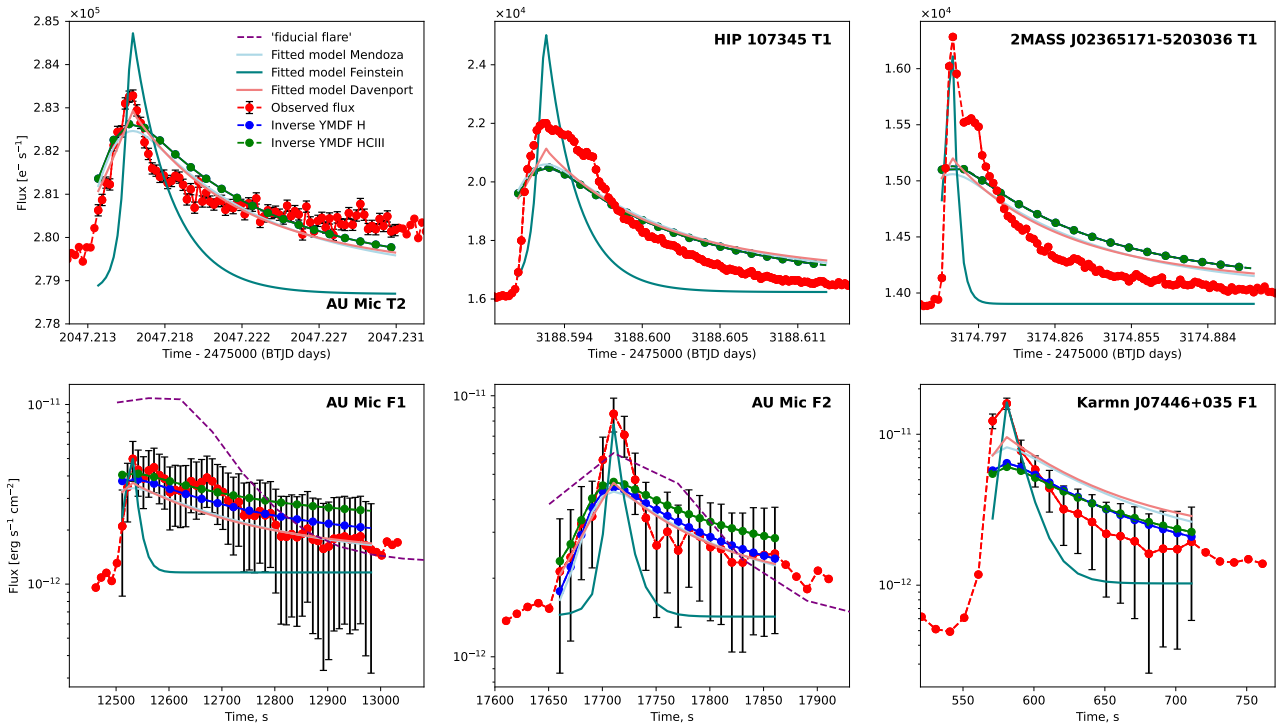 ×10⁵
2.85
2.84
2.83
2.82
2.81
2.80
2.79
2.78
Flux [e⁻ s⁻¹]
'fiducial flare'
Fitted model Mendoza
Fitted model Feinstein
Fitted model Davenport
Observed flux
Inverse YMDF H
Inverse YMDF HCIII
AU Mic T2
2047.213 2047.218 2047.222 2047.227 2047.231
Time - 2475000 (BTJD days)
×10⁴
2.4
2.2
2.0
1.8
1.6
HIP 107345 T1
3188.594 3188.600 3188.605 3188.611
Time - 2475000 (BTJD days)
×10⁴
1.60
1.55
1.50
1.45
1.40
2MASS J02365171-5203036 T1
3174.797 3174.826 3174.855 3174.884
Time - 2475000 (BTJD days)
10⁻¹¹
10⁻¹²
Flux [erg s⁻¹ cm⁻²]
AU Mic F1
12500 12600 12700 12800 12900 13000
Time, s
10⁻¹¹
10⁻¹²
AU Mic F2
17600 17650 17700 17750 17800 17850 17900
Time, s
10⁻¹¹
10⁻¹²
Karmn J07446+035 F1
550 600 650 700 750
Time, s